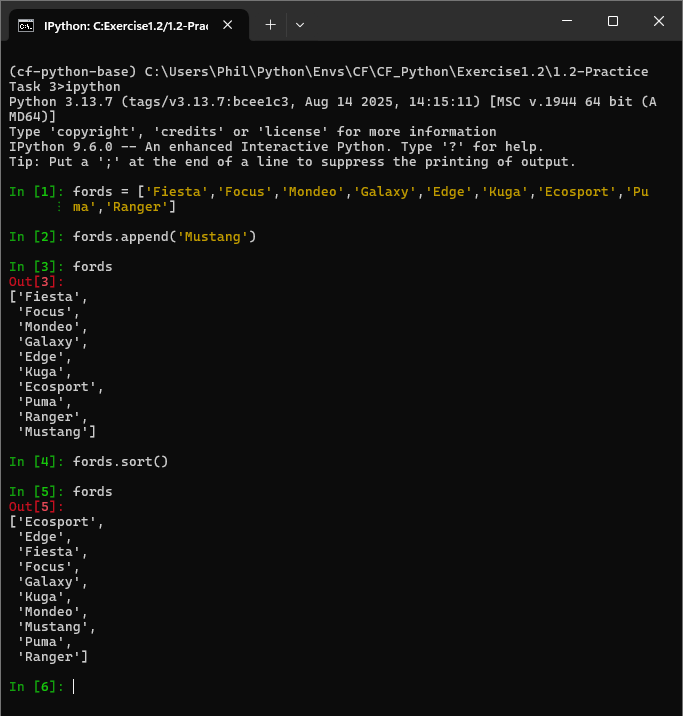 IPython: C:Exercise1.2/1.2-Prac
(cf-python-base) C:\Users\Phil\Python\Envs\CF\CF_Python\Exercise1.2\1.2-Practice
Task 3>ipython
Python 3.13.7 (tags/v3.13.7:bcee1c3, Aug 14 2025, 14:15:11) [MSC v.1944 64 bit (A
MD64)]
Type 'copyright', 'credits' or 'license' for more information
IPython 9.6.0 -- An enhanced Interactive Python. Type '?' for help.
Tip: Put a ';' at the end of a line to suppress the printing of output.
In [1]: fords = ['Fiesta','Focus','Mondeo','Galaxy','Edge','Kuga','Ecosport','Pu
⋮ ma','Ranger']
In [2]: fords.append('Mustang')
In [3]: fords
Out[3]:
['Fiesta',
'Focus',
'Mondeo',
'Galaxy',
'Edge',
'Kuga',
'Ecosport',
'Puma',
'Ranger',
'Mustang']
In [4]: fords.sort()
In [5]: fords
Out[5]:
['Ecosport',
'Edge',
'Fiesta',
'Focus',
'Galaxy',
'Kuga',
'Mondeo',
'Mustang',
'Puma',
'Ranger']
In [6]: